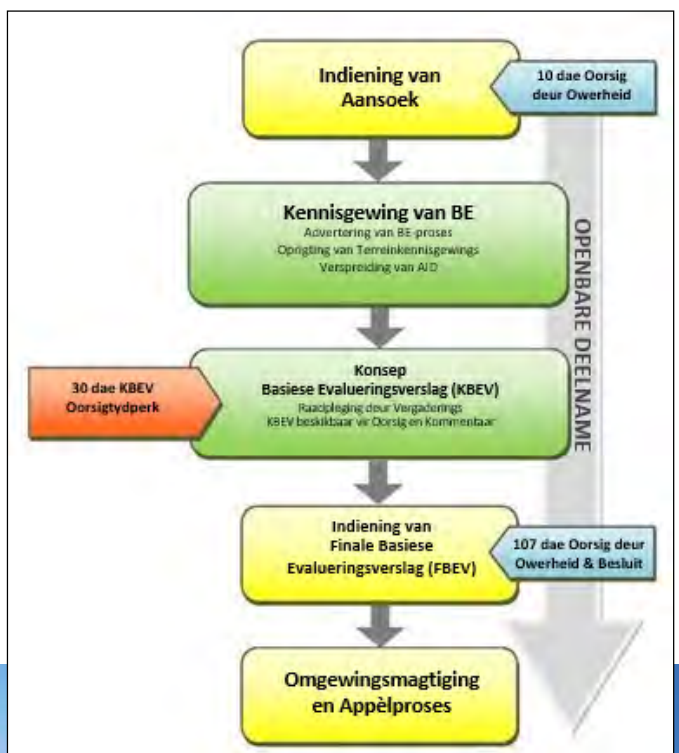 Indiening van
Aansoek
10 dae Oorsig
deur Owerheid
Kennisgewing van BE
Advertering van BE-proses
Oprigting van Terreinkennisgewings
Verspreiding van AID
OPENBARE DEELNAME
30 dae KBEV
Oorsigtydperk
Konsep
Basiese Evalueringsverslag (KBEV)
Raadpleging deur Vergaderings
KBEV beskikbaar vir Oorsig en Kommentaar
Indiening van
Finale Basiese
Evalueringsverslag (FBEV)
107 dae Oorsig deur
Owerheid & Besluit
Omgewingsmagtiging
en Appèlproses